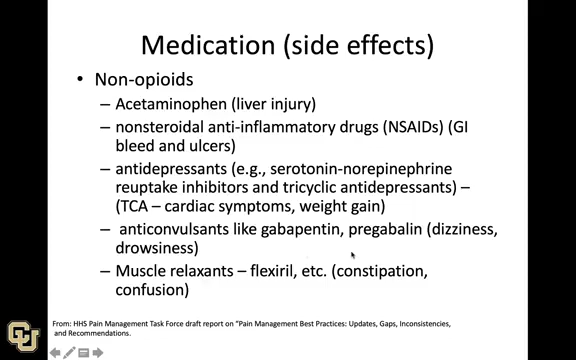 Medication (side effects)
• Non-opioids
– Acetaminophen (liver injury)
– nonsteroidal anti-inflammatory drugs (NSAIDs) (GI
bleed and ulcers)
– antidepressants (e.g., serotonin-norepinephrine
reuptake inhibitors and tricyclic antidepressants) –
(TCA – cardiac symptoms, weight gain)
– anticonvulsants like gabapentin, pregabalin (dizziness,
drowsiness)
– Muscle relaxants – flexiril, etc. (constipation,
confusion)
From: HHS Pain Management Task Force draft report on "Pain Management Best Practices: Updates, Gaps, Inconsistencies,
and Recommendations.
CU